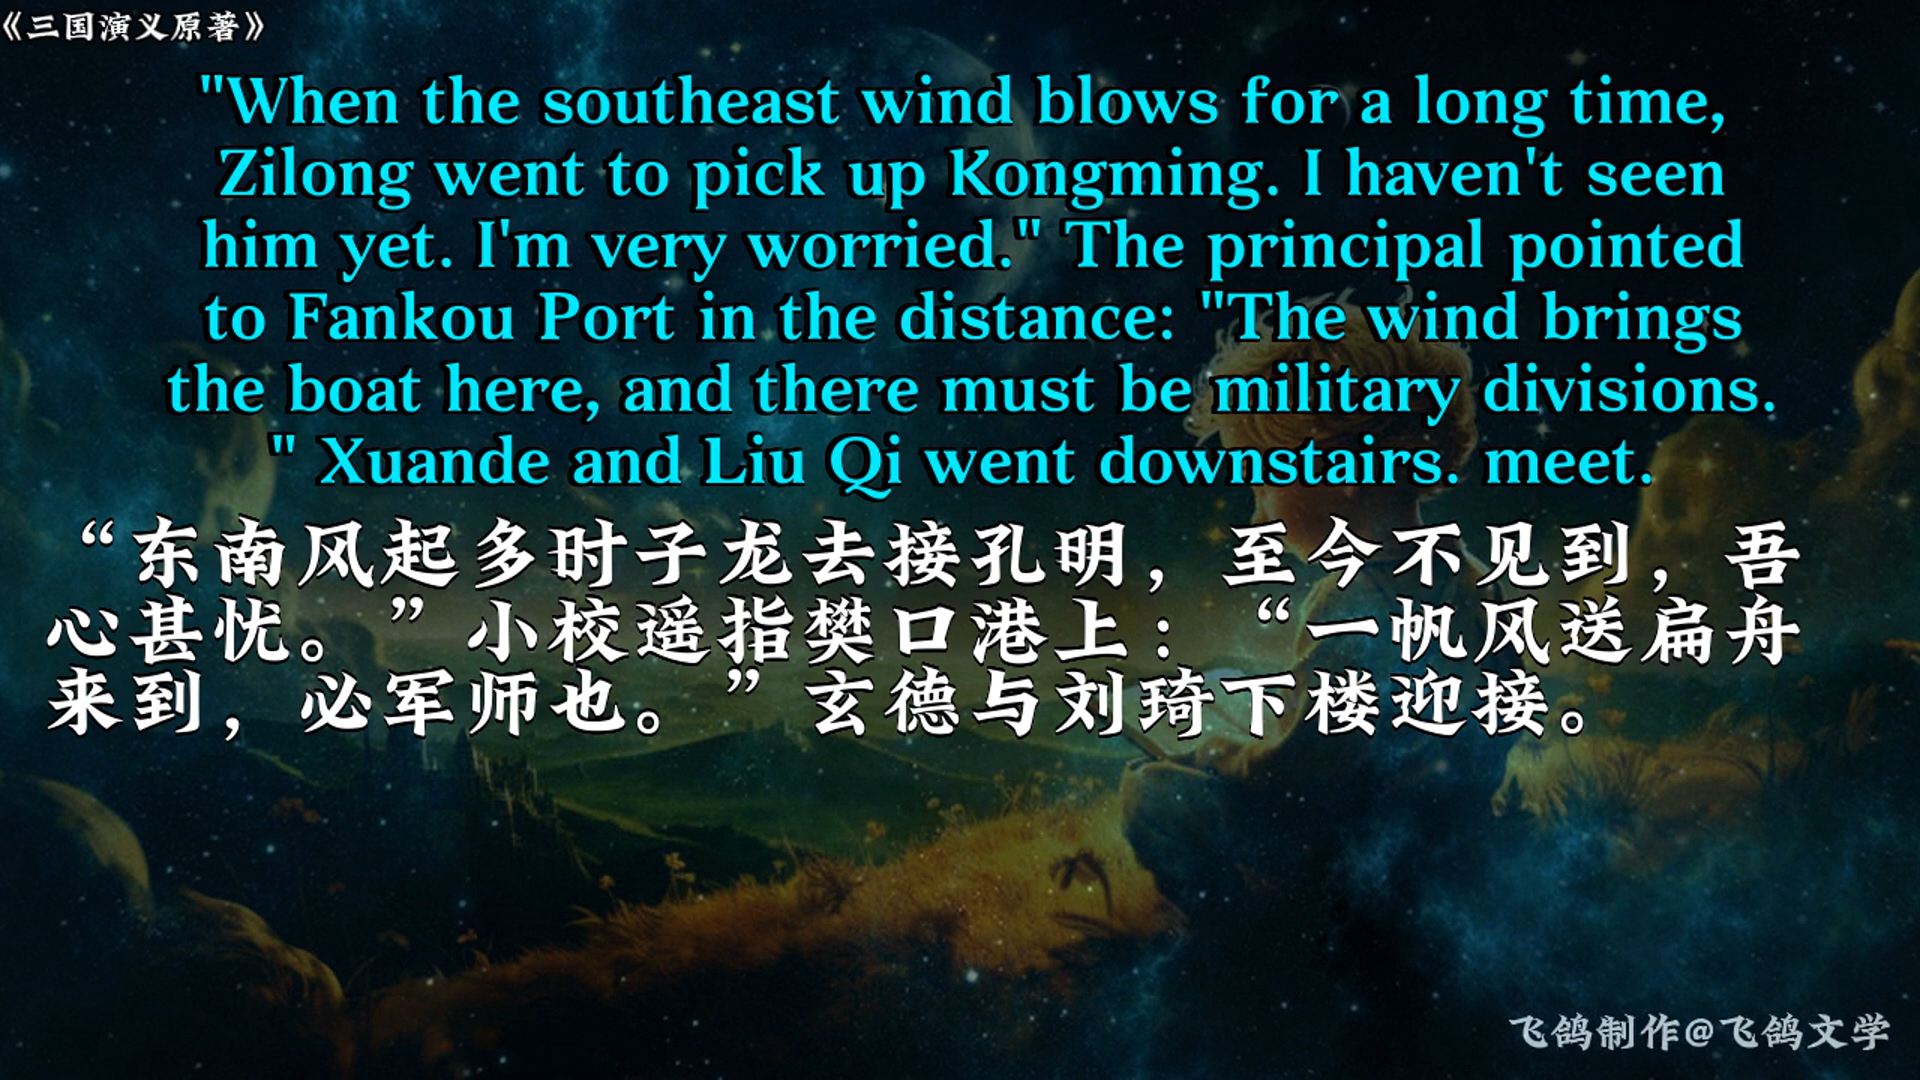 《三国演义原著》
"When the southeast wind blows for a long time,
Zilong went to pick up Kongming. I haven't seen
him yet. I'm very worried." The principal pointed
to Fankou Port in the distance: "The wind brings
the boat here, and there must be military divisions.
" Xuande and Liu Qi went downstairs. meet.
“东南风起多时子龙去接孔明，至今不见到，吾
心甚忧。”小校遥指樊口港上：“一帆风送扁舟
来到，必军师也。”玄德与刘琦下楼迎接。
飞鸽制作@飞鸽文学